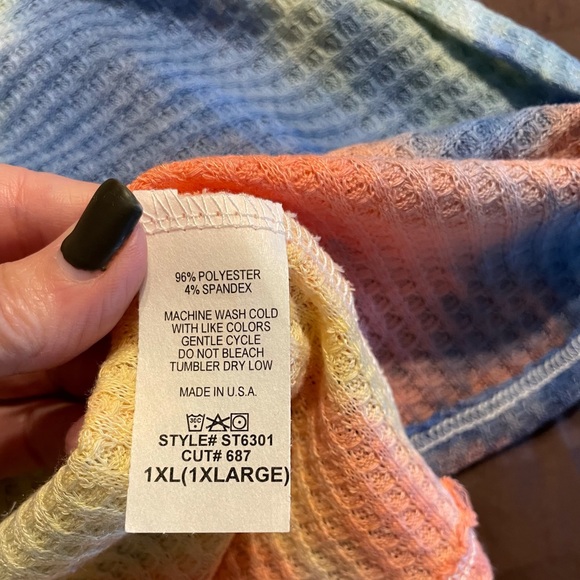 96% POLYESTER
4% SPANDEX
MACHINE WASH COLD
WITH LIKE COLORS
GENTLE CYCLE
DO NOT BLEACH
TUMBLER DRY LOW
MADE IN U.S.A.
30C
STYLE# ST6301
CUT# 687
1XL(1XLARGE)